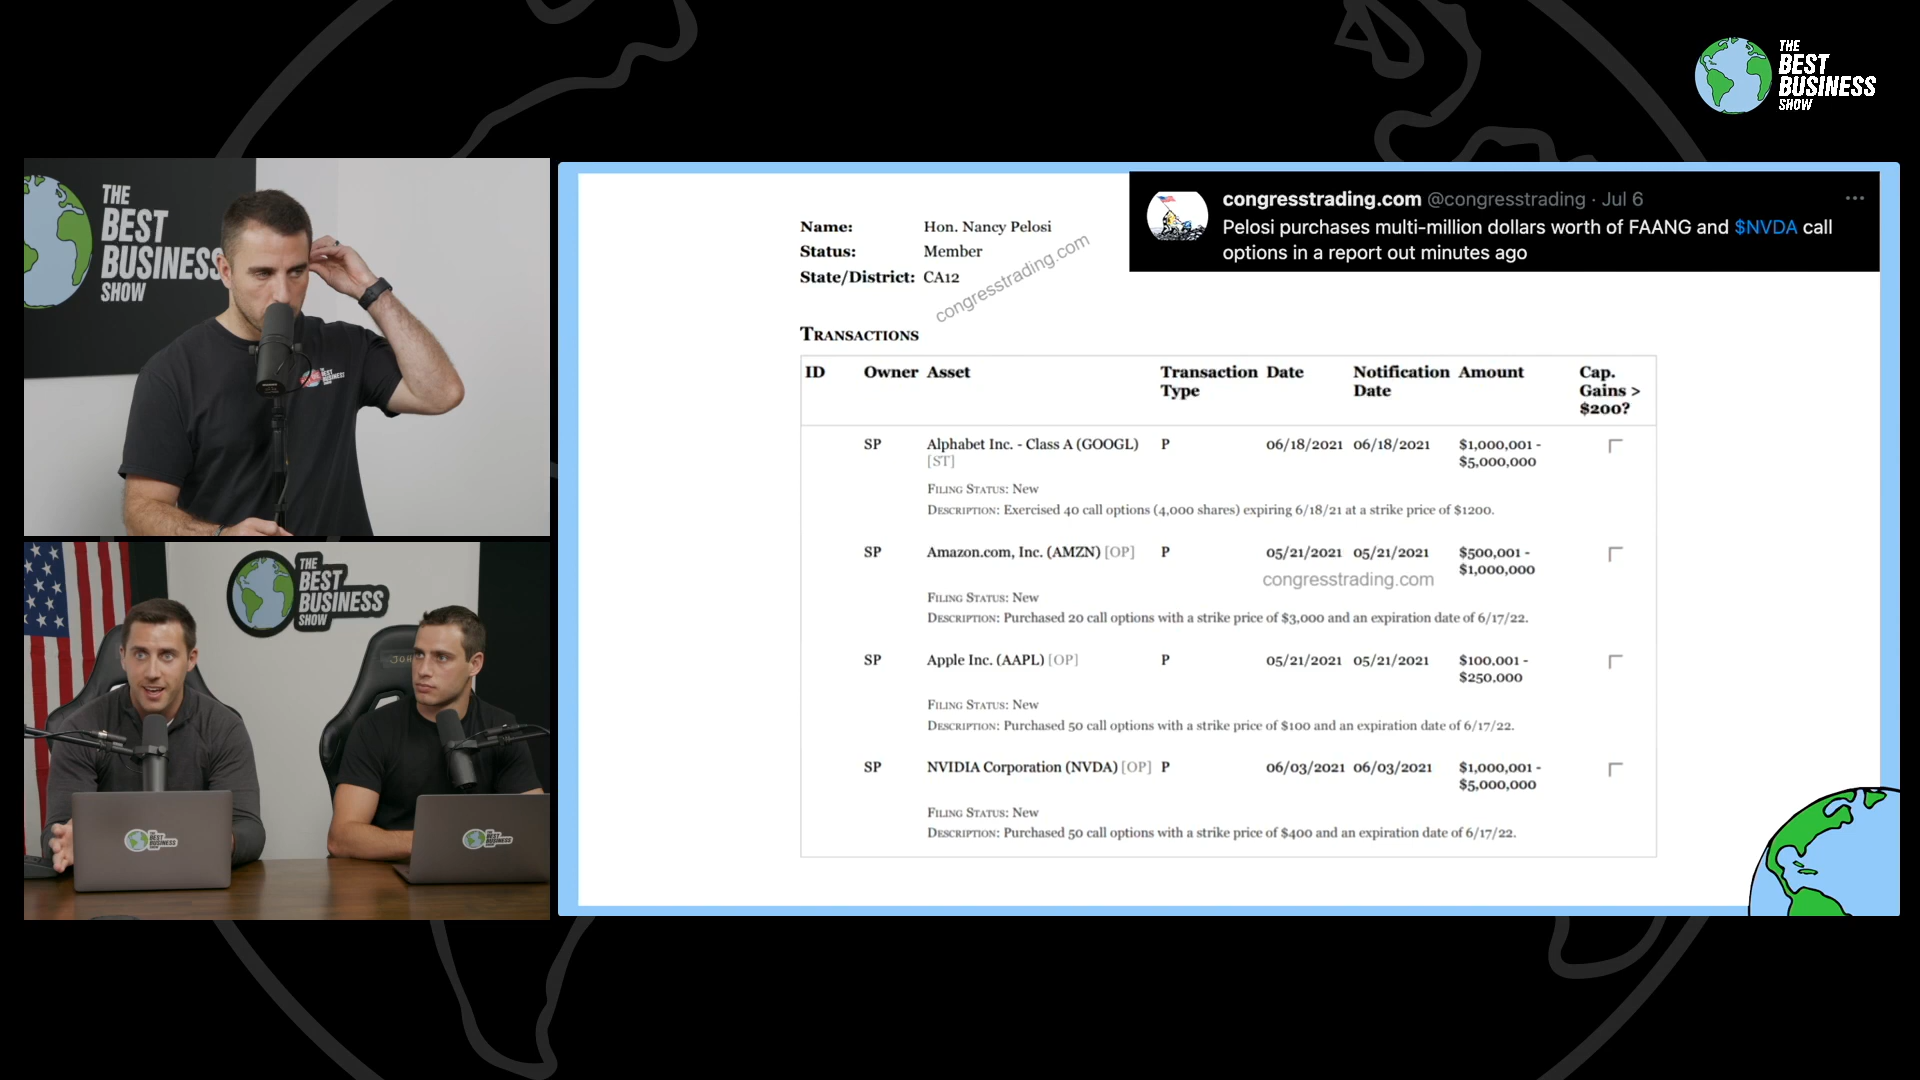 THE
BEST
BUSINESS
SHOW
THE
BEST
BUSINESS
SHOW
THE
BEST
BUSINESS
SHOW
congresstrading.com @congresstrading · Jul 6
Pelosi purchases multi-million dollars worth of FAANG and $NVDA call
options in a report out minutes ago
Name: Hon. Nancy Pelosi
Status: Member
State/District: CA12
congresstrading.com
TRANSACTIONS
ID Owner Asset Transaction Type Date Notification Date Amount Cap. Gains > $200?
SP Alphabet Inc. - Class A (GOOGL) P 06/18/2021 06/18/2021 $1,000,001 -
[ST] $5,000,000
FILING STATUS: New
DESCRIPTION: Exercised 40 call options (4,000 shares) expiring 6/18/21 at a strike price of $1200.
SP Amazon.com, Inc. (AMZN) [OP] P 05/21/2021 05/21/2021 $500,001 -
$1,000,000
congresstrading.com
FILING STATUS: New
DESCRIPTION: Purchased 20 call options with a strike price of $3,000 and an expiration date of 6/17/22.
SP Apple Inc. (AAPL) [OP] P 05/21/2021 05/21/2021 $100,001 -
$250,000
FILING STATUS: New
DESCRIPTION: Purchased 50 call options with a strike price of $100 and an expiration date of 6/17/22.
SP NVIDIA Corporation (NVDA) [OP] P 06/03/2021 06/03/2021 $1,000,001 -
$5,000,000
FILING STATUS: New
DESCRIPTION: Purchased 50 call options with a strike price of $400 and an expiration date of 6/17/22.